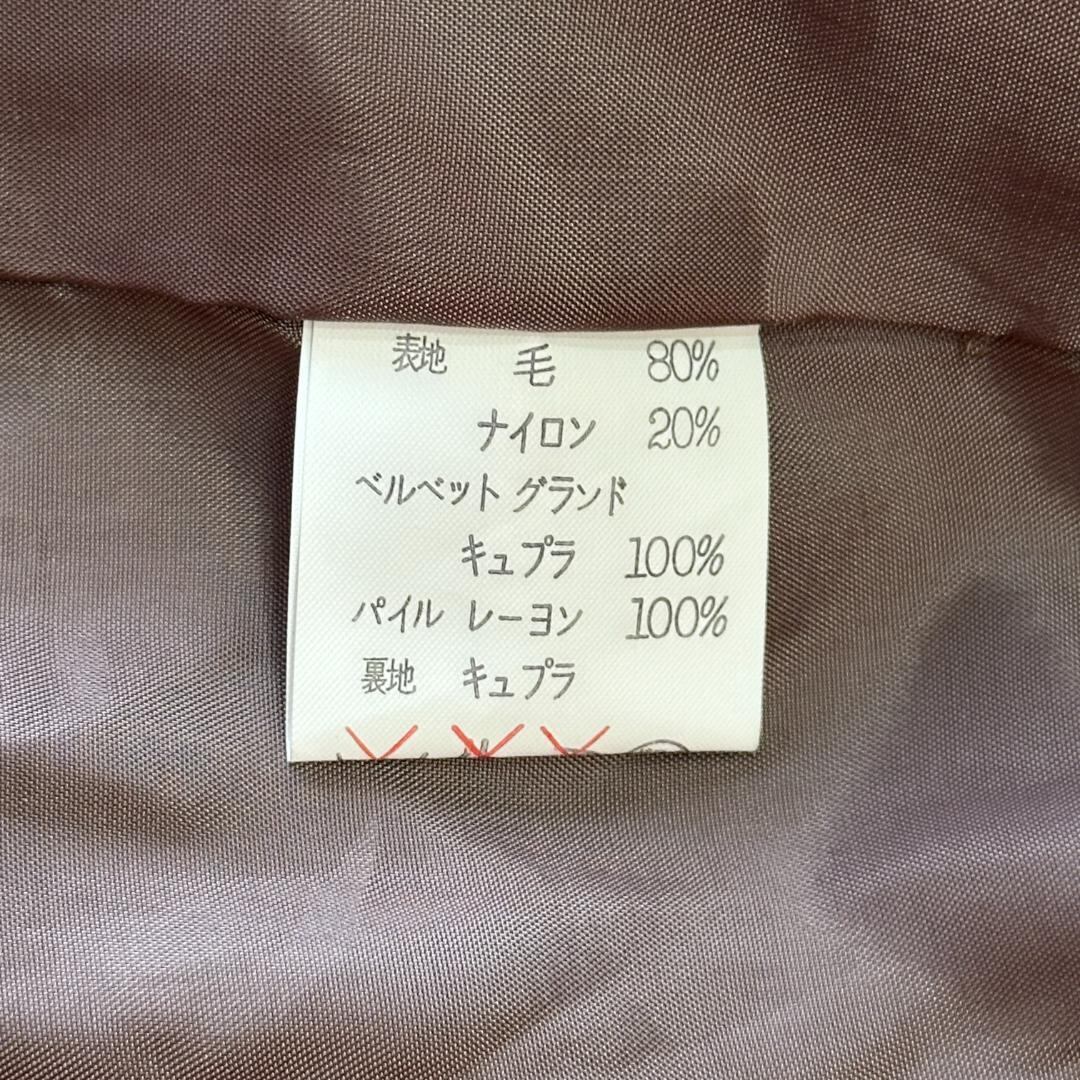 表地 毛 80%
ナイロン 20%
ベルベット グランド
キュプラ 100%
パイル レーヨン 100%
裏地 キュプラ